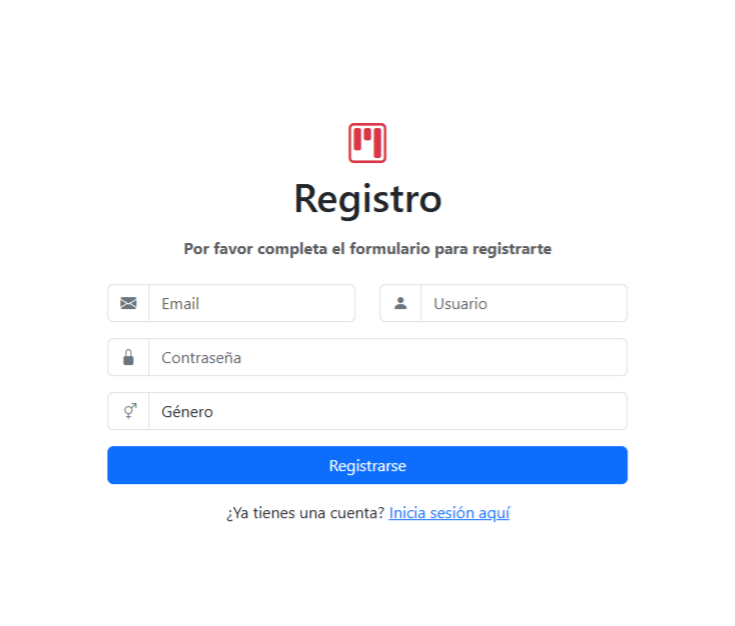 Registro
Por favor completa el formulario para registrarte
Email
Usuario
Contraseña
Género
Registrarse
¿Ya tienes una cuenta? Inicia sesión aquí